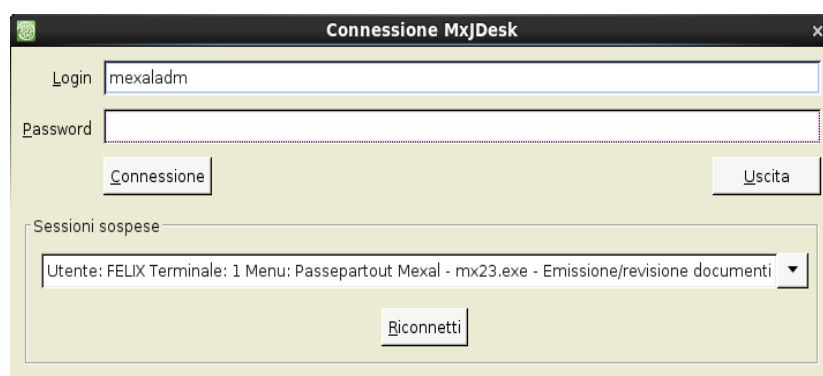 Connessione MxJDesk
Login mexaladm
Password
Connessione Uscita
Sessioni sospese
Utente: FELIX Terminale: 1 Menu: Passepartout Mexal - mx23.exe - Emissione/revisione documenti
Riconnetti